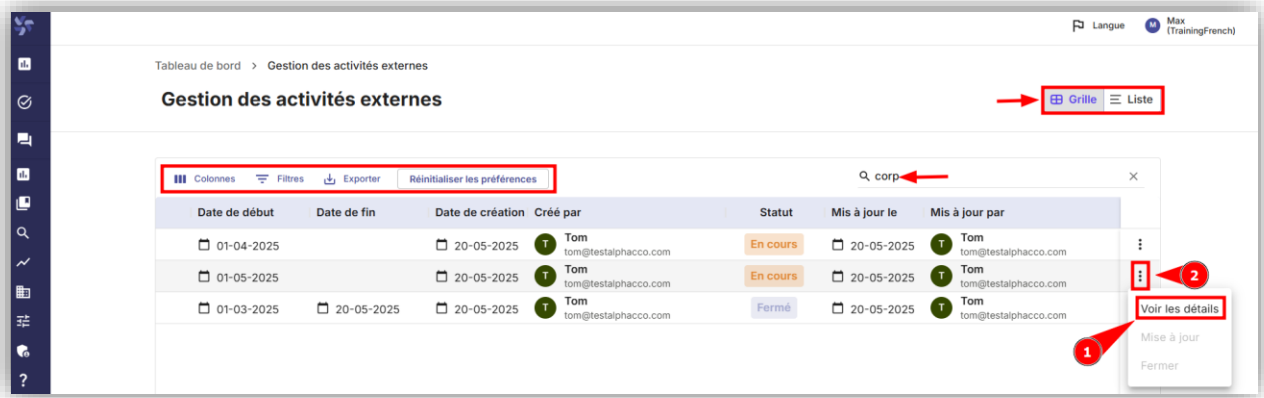 Langue
M
Max
(TrainingFrench)
Tableau de bord > Gestion des activités externes
Gestion des activités externes
Grille
Liste
Colonnes
Filtres
Exporter
Réinitialiser les préférences
corp
Date de début Date de fin Date de création Créé par Statut Mis à jour le Mis à jour par
01-04-2025 20-05-2025 T Tom En cours 20-05-2025 T Tom
tom@testalphacco.com tom@testalphacco.com
01-05-2025 20-05-2025 T Tom En cours 20-05-2025 T Tom
tom@testalphacco.com tom@testalphacco.com
2
01-03-2025 20-05-2025 20-05-2025 T Tom Fermé 20-05-2025 T Tom
tom@testalphacco.com tom@testalphacco.com
Voir les détails
1
Mise à jour
Fermer
?